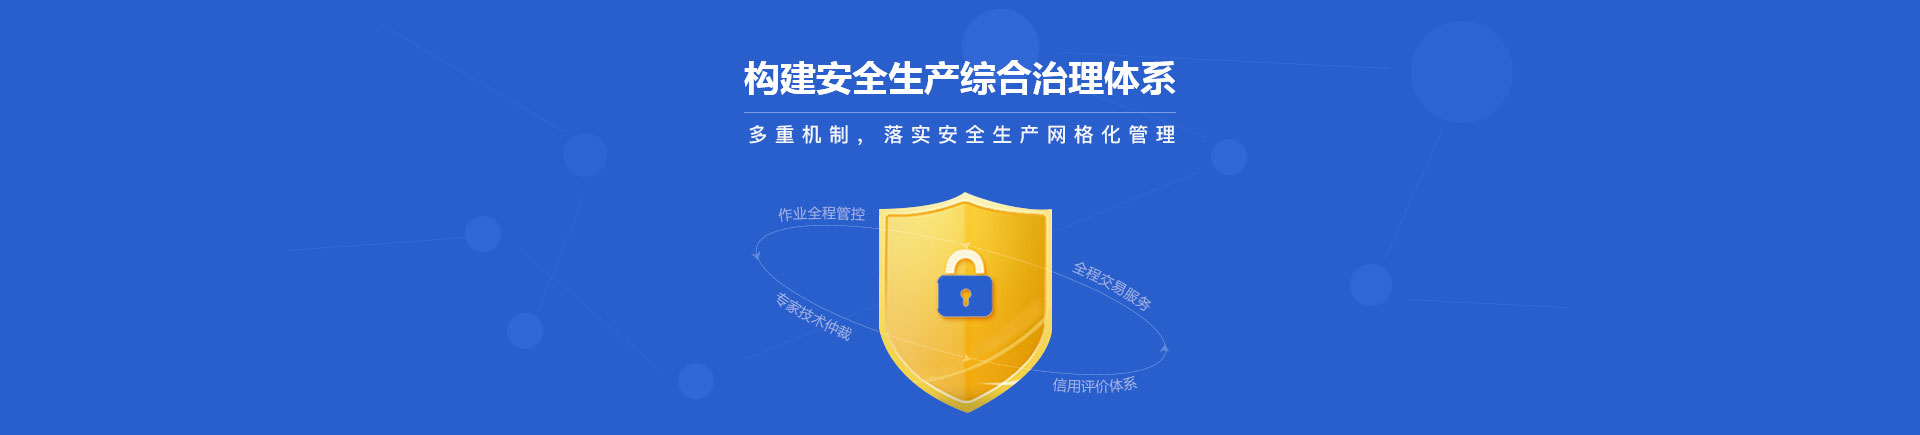 构建安全生产综合治理体系
多重机制，落实安全生产网格化管理
作业全程管控
全程交易服务
专家技术仲裁
信用评价体系